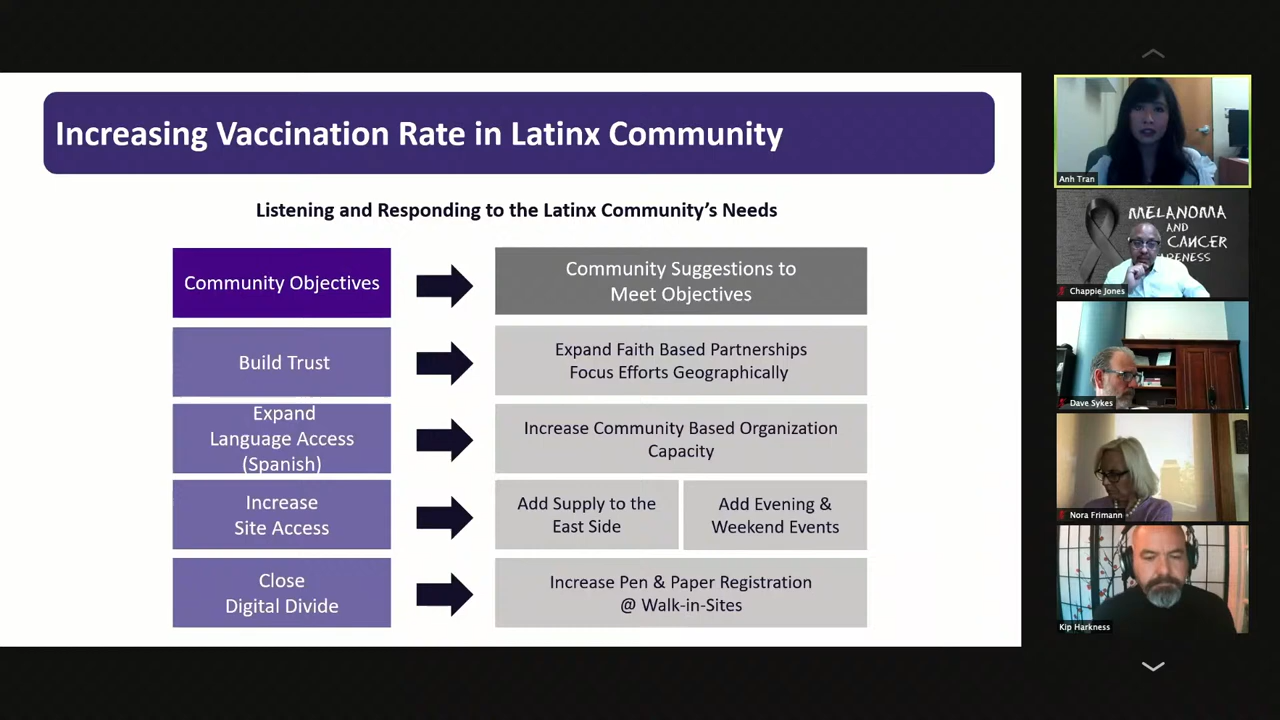 Increasing Vaccination Rate in Latinx Community
Listening and Responding to the Latinx Community's Needs
Community Objectives
Community Suggestions to
Meet Objectives
Build Trust
Expand Faith Based Partnerships
Focus Efforts Geographically
Expand
Language Access
(Spanish)
Increase Community Based Organization
Capacity
Increase
Site Access
Add Supply to the
East Side
Add Evening &
Weekend Events
Close
Digital Divide
Increase Pen & Paper Registration
@ Walk-in-Sites
Anh Tran
MELANOMA
AND
CANCER
Chappie Jones
Dave Sykes
Nora Frimann
Kip Harkness